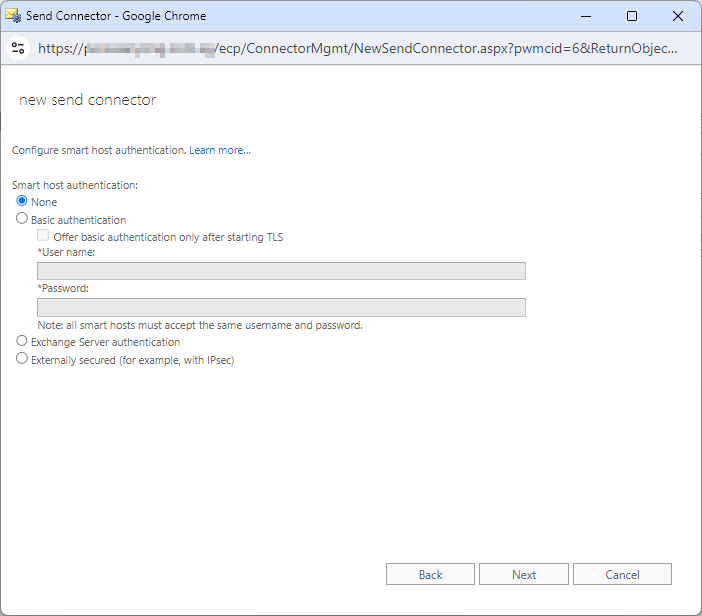 Send Connector - Google Chrome
/ecp/ConnectorMgmt/NewSendConnector.aspx?pwmcid=6&ReturnObjec...
new send connector
Configure smart host authentication. Learn more...
Smart host authentication:
None
Basic authentication
Offer basic authentication only after starting TLS
*User name:
*Password:
Note: all smart hosts must accept the same username and password.
Exchange Server authentication
Externally secured (for example, with IPsec)
Back Next Cancel